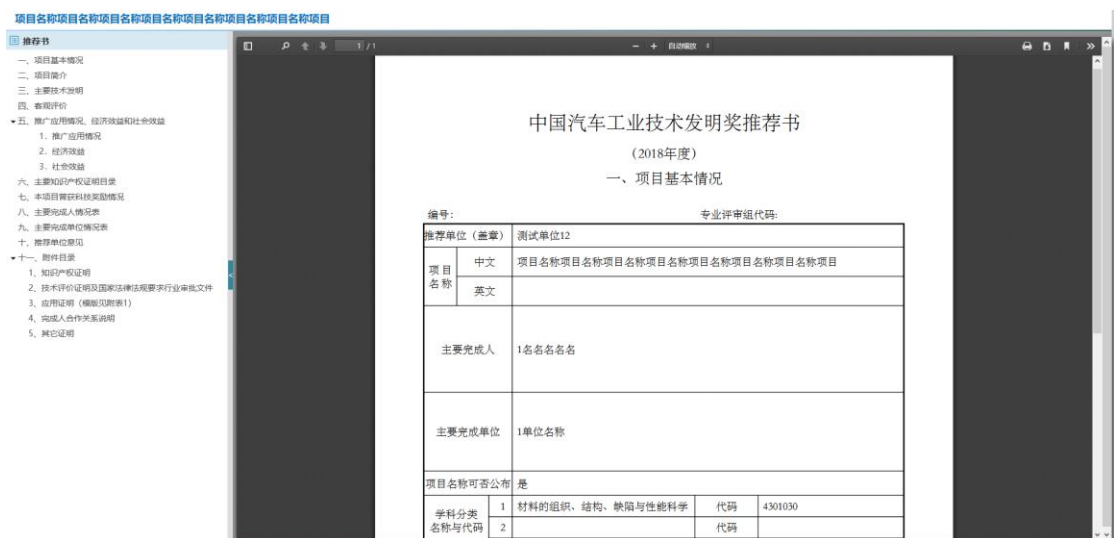 项目名称项目名称项目名称项目名称项目名称项目名称项目名称项目
推荐书
一、项目基本情况
二、项目简介
三、主要技术发明
四、客观评价
五、推广应用情况、经济效益和社会效益
1、推广应用情况
2、经济效益
3、社会效益
六、主要知识产权证明目录
七、本项目曾获科技奖励情况
八、主要完成人情况表
九、主要完成单位情况表
十、推荐单位意见
十一、附件目录
1、知识产权证明
2、技术评价证明及国家法律法规要求行业审批文件
3、应用证明（模版见附表1）
4、完成人合作关系说明
5、其它证明
1 / 1
自动缩放
中国汽车工业技术发明奖推荐书
（2018年度）
一、项目基本情况
编号： 专业评审组代码：
推荐单位（盖章） 测试单位12
项目名称 中文 项目名称项目名称项目名称项目名称项目名称项目名称项目名称项目
英文
主要完成人 1名名名名名
主要完成单位 1单位名称
项目名称可否公布 是
学科分类名称与代码 1 材料的组织、结构、缺陷与性能科学 代码 4301030
2 代码